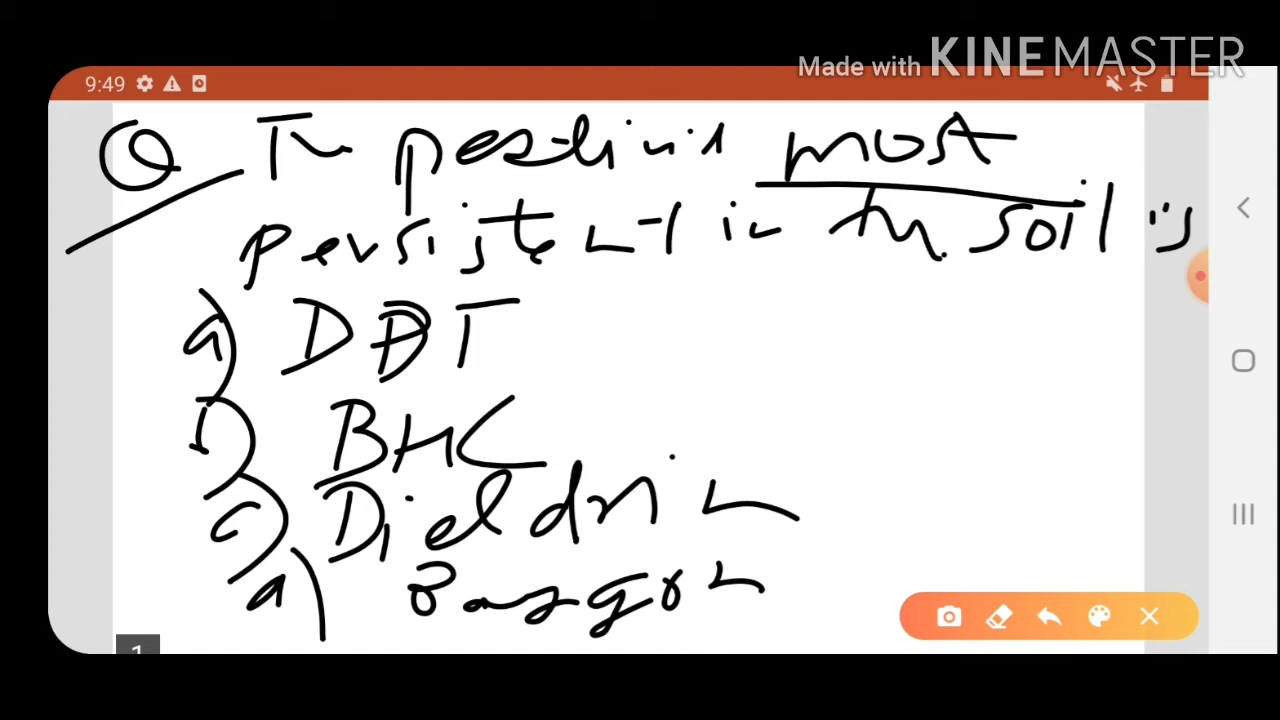 Made with KINEMASTER
9:49
Q The pesticide most
persistent in the soil is
a) DDT
b) BHC
c) Dieldrin
d) Baygon
1